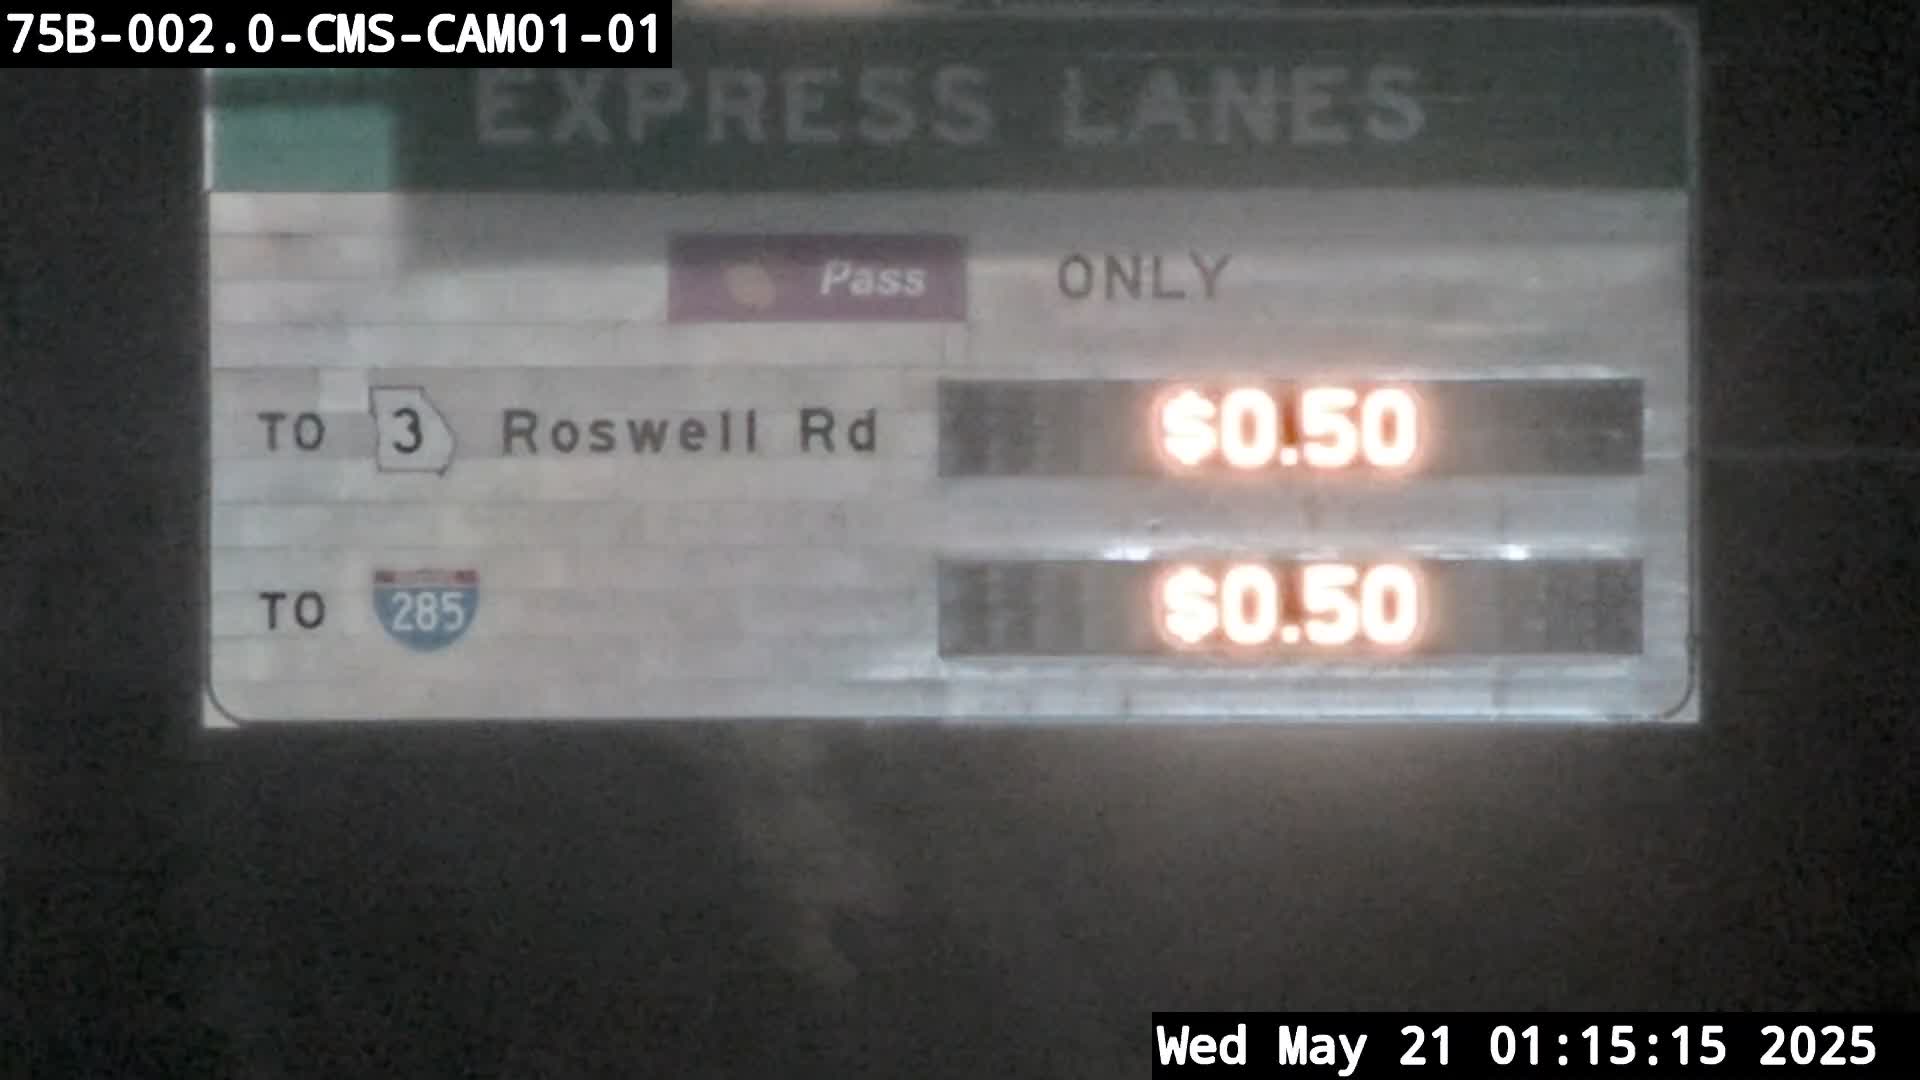 75B-002.0-CMS-CAM01-01
EXPRESS LANES
Pass ONLY
TO 3 Roswell Rd $0.50
TO 285 $0.50
Wed May 21 01:15:15 2025